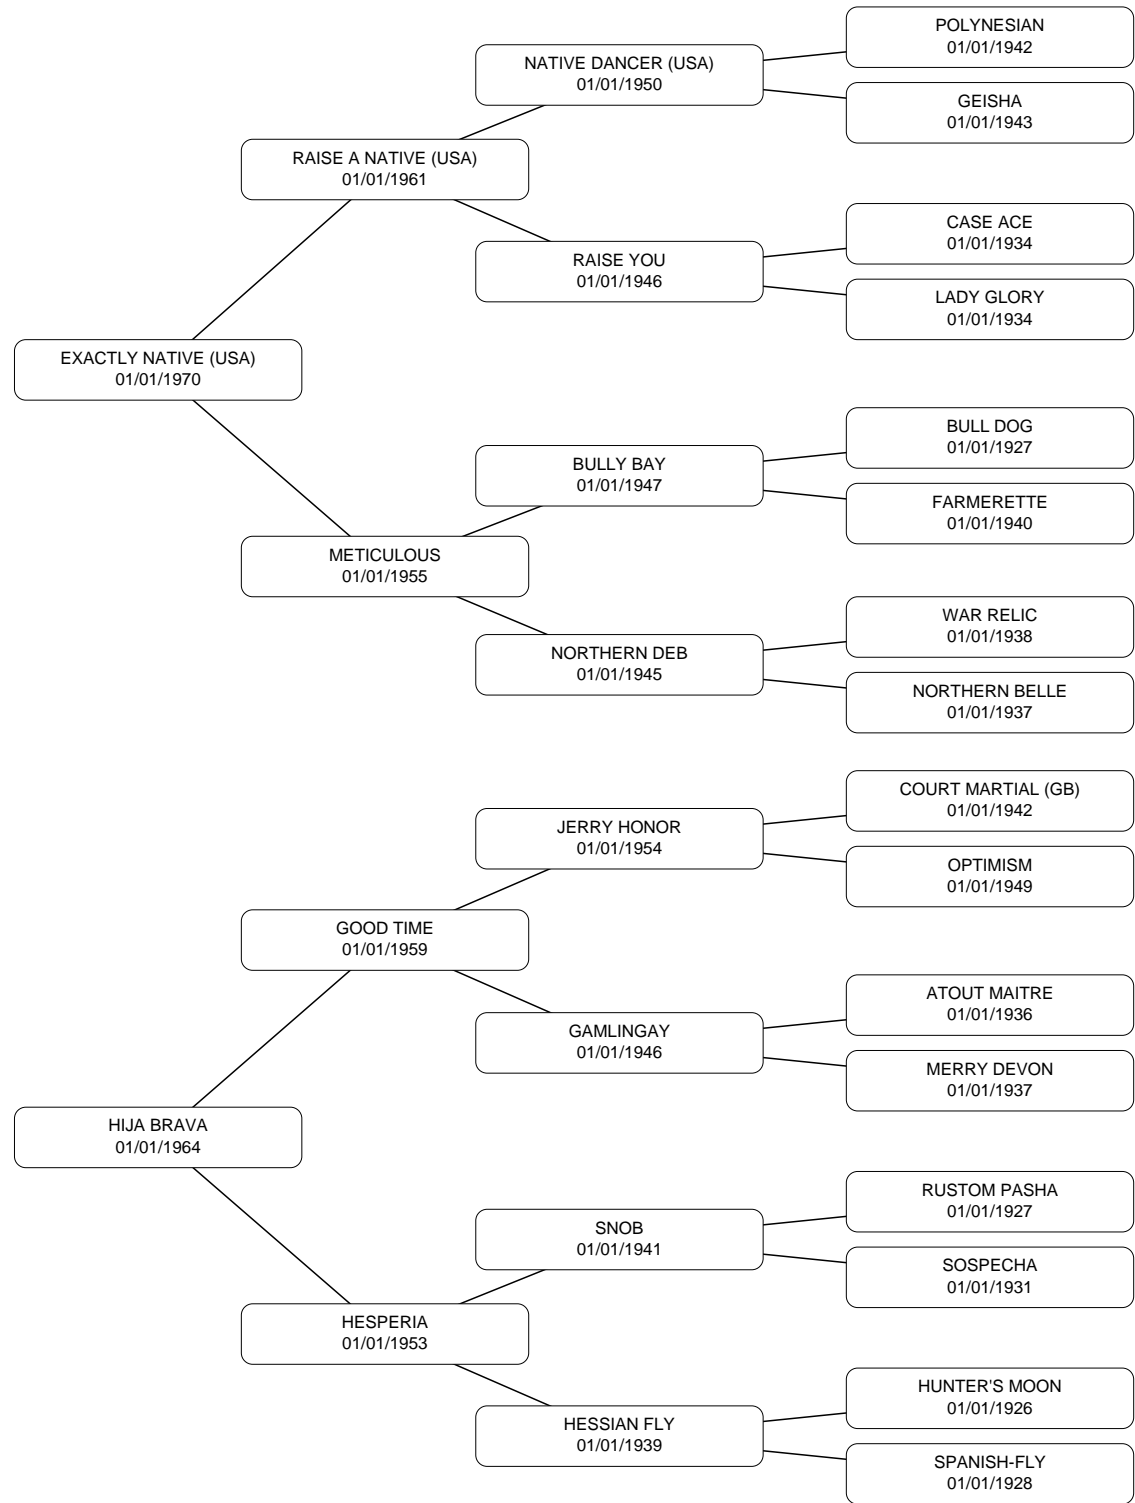 POLYNESIAN
01/01/1942
NATIVE DANCER (USA)
01/01/1950
GEISHA
01/01/1943
RAISE A NATIVE (USA)
01/01/1961
CASE ACE
01/01/1934
RAISE YOU
01/01/1946
LADY GLORY
01/01/1934
EXACTLY NATIVE (USA)
01/01/1970
BULL DOG
01/01/1927
BULLY BAY
01/01/1947
FARMERETTE
01/01/1940
METICULOUS
01/01/1955
WAR RELIC
01/01/1938
NORTHERN DEB
01/01/1945
NORTHERN BELLE
01/01/1937
COURT MARTIAL (GB)
01/01/1942
JERRY HONOR
01/01/1954
OPTIMISM
01/01/1949
GOOD TIME
01/01/1959
ATOUT MAITRE
01/01/1936
GAMLINGAY
01/01/1946
MERRY DEVON
01/01/1937
HIJA BRAVA
01/01/1964
RUSTOM PASHA
01/01/1927
SNOB
01/01/1941
SOSPECHA
01/01/1931
HESPERIA
01/01/1953
HUNTER'S MOON
01/01/1926
HESSIAN FLY
01/01/1939
SPANISH-FLY
01/01/1928